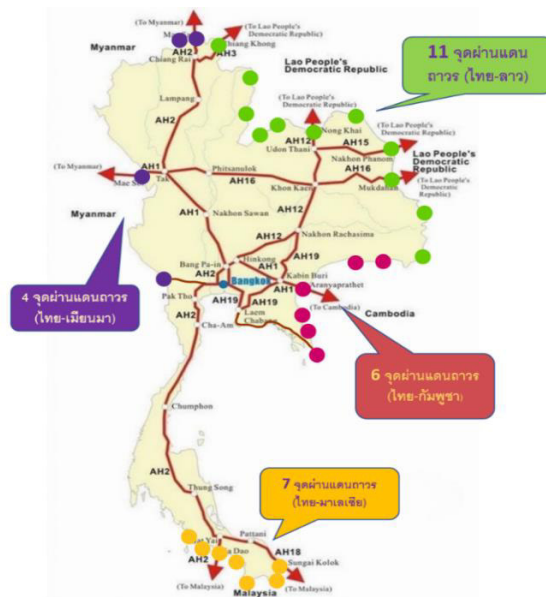 (To Myanmar)
(To Lao People's
Democratic Republic)
Myanmar
AH2
AH3
Chiang Khong
Chiang Rai
Lao People's
Democratic Republic
11 จุดผ่านแดน
ถาวร (ไทย-ลาว)
Lampang
AH2
(To Lao People's
Democratic Republic)
Nong Khai
(To Lao People's
Democratic Republic)
AH12
AH15
Udon Thani
Nakhon Phanom
Lao People's
Democratic
Republic
(To Myanmar)
AH1
Tak
Phitsanulok
AH16
Khon Kaen
AH16
Mukdahan
(To Lao People's
Democratic
Republic)
Myanmar
AH1
Nakhon Sawan
AH12
Nakhon Rachasima
4 จุดผ่านแดนถาวร
(ไทย-เมียนมา)
Bang Pa-in
Hinkong
AH19
AH2
AH1
Kabin Buri
Bangkok
Aranyaprathet
Pak Tho
AH19
AH19
AH1
(To Cambodia)
AH2
Laem
Chabang
Cambodia
Cha-Am
6 จุดผ่านแดนถาวร
(ไทย-กัมพูชา)
Chumphon
AH2
7 จุดผ่านแดนถาวร
(ไทย-มาเลเซีย)
Thung Song
Pattani
AH18
Sungai Kolok
AH2
(To Malaysia)
Malaysia
(To Malaysia)